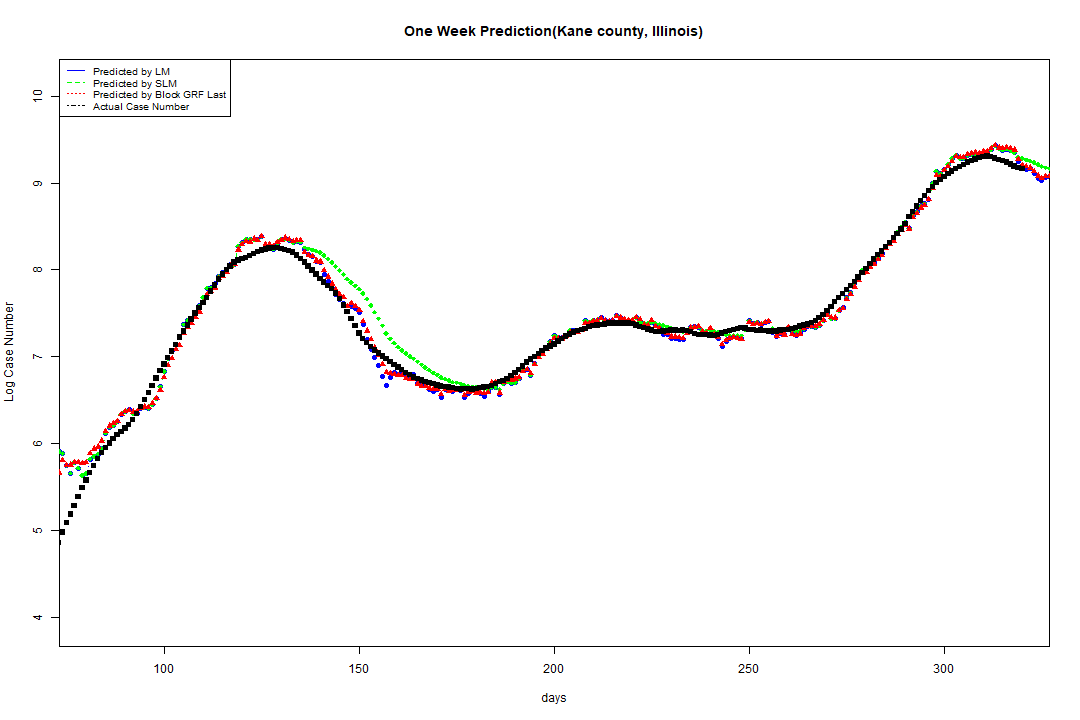 One Week Prediction(Kane county, Illinois)
Predicted by LM
Predicted by SLM
Predicted by Block GRF Last
Actual Case Number
10
9
8
7
6
5
4
Log Case Number
100 150 200 250 300
days